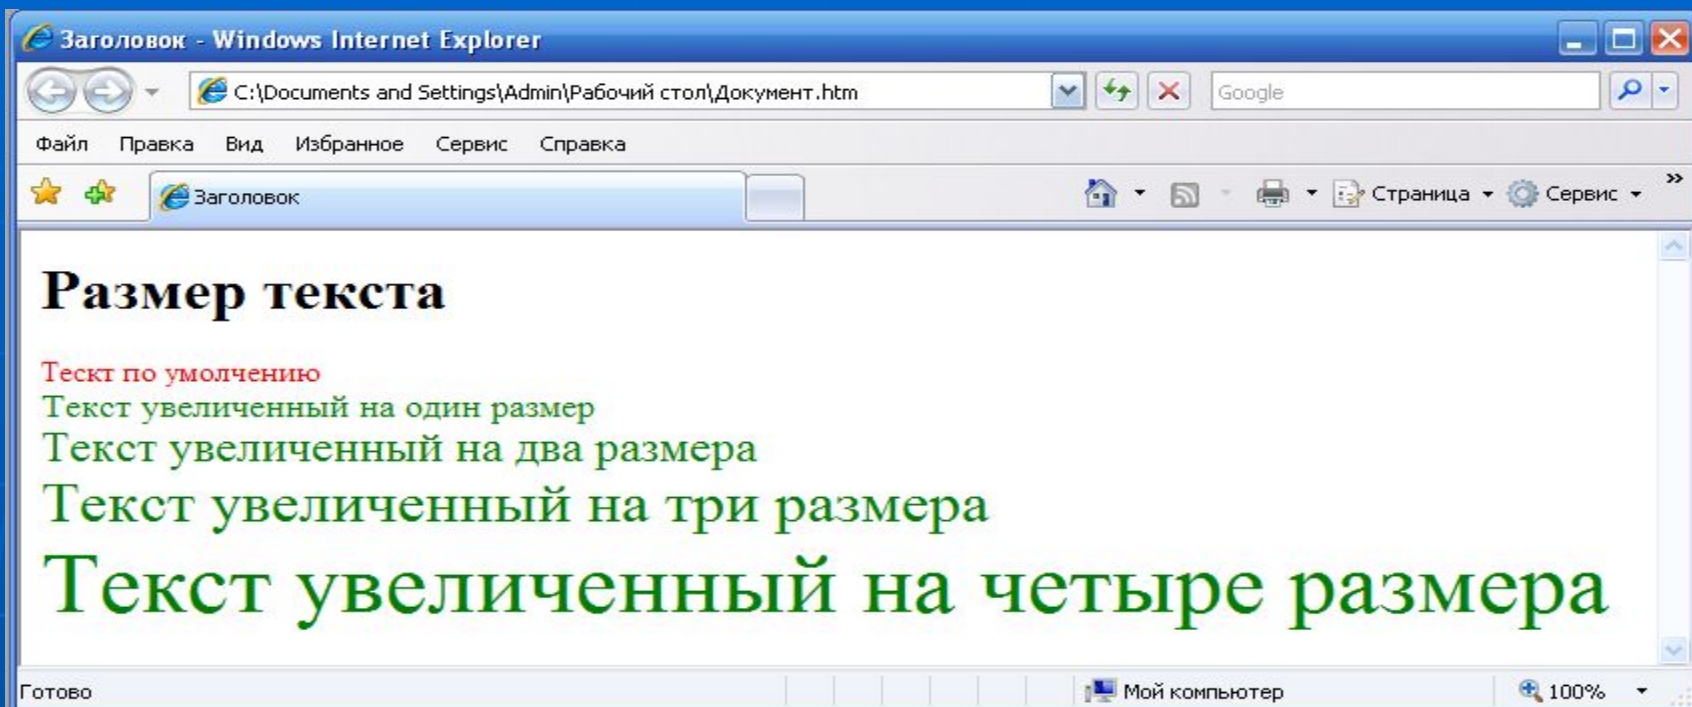 Заголовок - Windows Internet Explorer
C:\Documents and Settings\Admin\Рабочий стол\Документ.htm
Google
Файл Правка Вид Избранное Сервис Справка
Заголовок
Страница Сервис »
Размер текста
Тескт по умолчению
Текст увеличенный на один размер
Текст увеличенный на два размера
Текст увеличенный на три размера
Текст увеличенный на четыре размера
Готово
Мой компьютер
100%